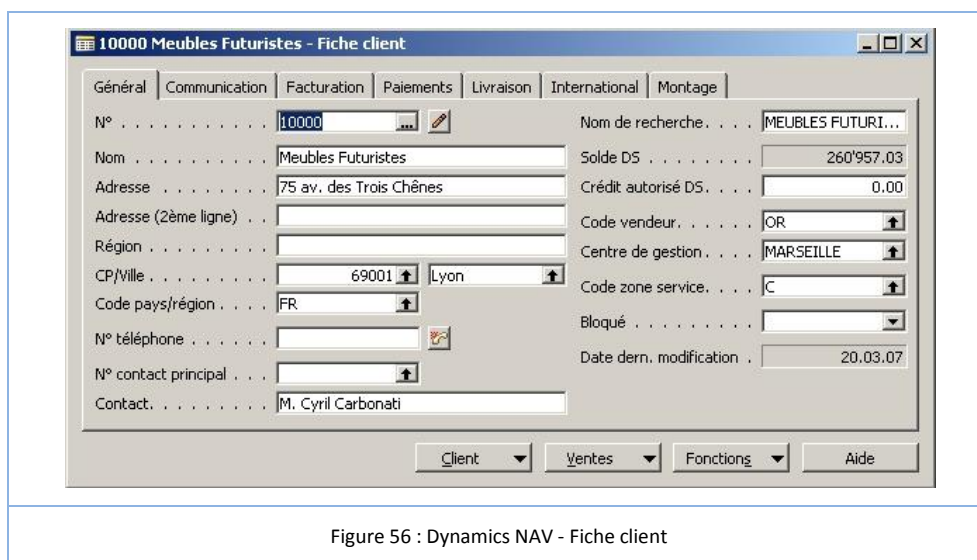 10000 Meubles Futuristes - Fiche client
Général Communication Facturation Paiements Livraison International Montage
N° . . . . . . . . . . . 10000 ...
Nom . . . . . . . . . . Meubles Futuristes
Adresse . . . . . . . . 75 av. des Trois Chênes
Adresse (2ème ligne) . .
Région . . . . . . . . .
CP/Ville . . . . . . . . . 69001 Lyon
Code pays/région . . . . FR
N° téléphone . . . . . .
N° contact principal . . .
Contact. . . . . . . . . M. Cyril Carbonati
Nom de recherche. . . . MEUBLES FUTURI...
Solde DS . . . . . . . . 260'957.03
Crédit autorisé DS. . . . 0.00
Code vendeur. . . . . . OR
Centre de gestion. . . . MARSEILLE
Code zone service. . . . C
Bloqué . . . . . . . . .
Date dern. modification . 20.03.07
Client Ventes Fonctions Aide
Figure 56 : Dynamics NAV - Fiche client